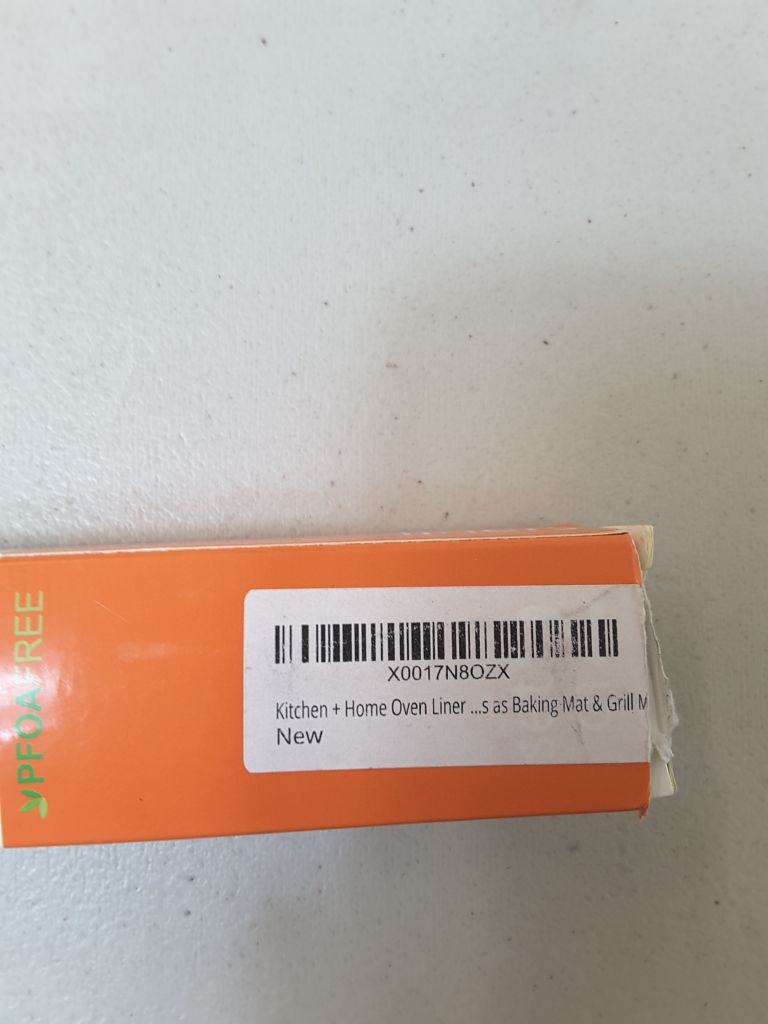 PFOAFREE
X0017N8OZX
Kitchen + Home Oven Liner ...s as Baking Mat & Grill M
New